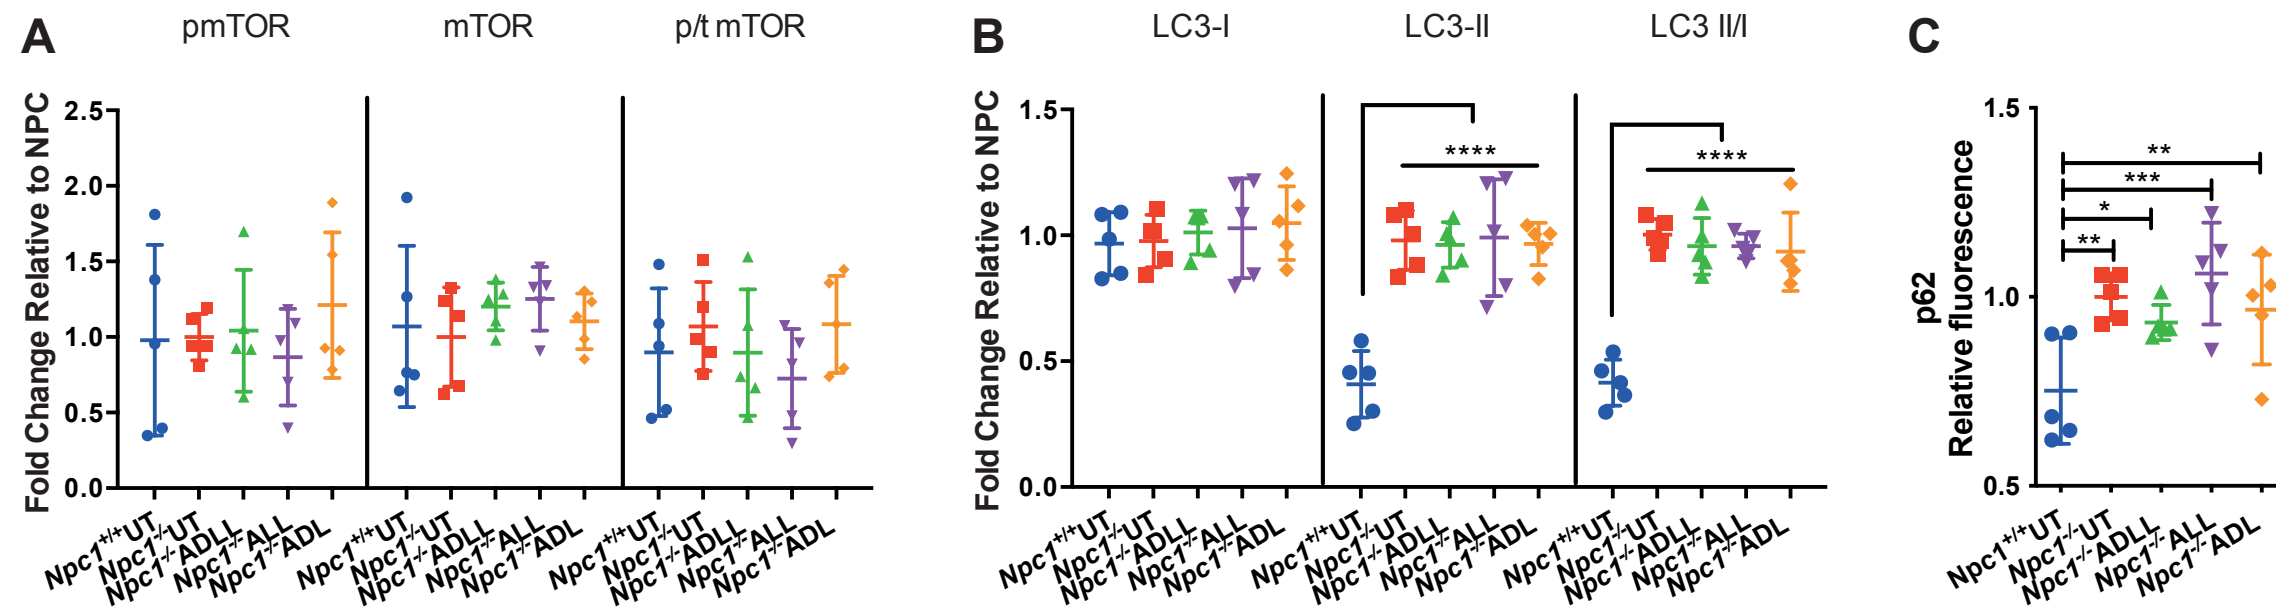 A
pmTOR
mTOR
p/t mTOR
Fold Change Relative to NPC
2.5
2.0
1.5
1.0
0.5
0.0
Npc1+/+UT
Npc1-/-UT
Npc1-/-ADLL
Npc1-/-ALL
Npc1-/-ADL
Npc1+/+UT
Npc1-/-UT
Npc1-/-ADLL
Npc1-/-ALL
Npc1-/-ADL
Npc1+/+UT
Npc1-/-UT
Npc1-/-ADLL
Npc1-/-ALL
Npc1-/-ADL
B
LC3-I
LC3-II
LC3 II/I
Fold Change Relative to NPC
1.5
1.0
0.5
0.0
****
****
Npc1+/+UT
Npc1-/-UT
Npc1-/-ADLL
Npc1-/-ALL
Npc1-/-ADL
Npc1+/+UT
Npc1-/-UT
Npc1-/-ADLL
Npc1-/-ALL
Npc1-/-ADL
Npc1+/+UT
Npc1-/-UT
Npc1-/-ADLL
Npc1-/-ALL
Npc1-/-ADL
C
p62
Relative fluorescence
1.5
1.0
0.5
**
***
*
**
Npc1+/+UT
Npc1-/-UT
Npc1-/-ADLL
Npc1-/-ALL
Npc1-/-ADL